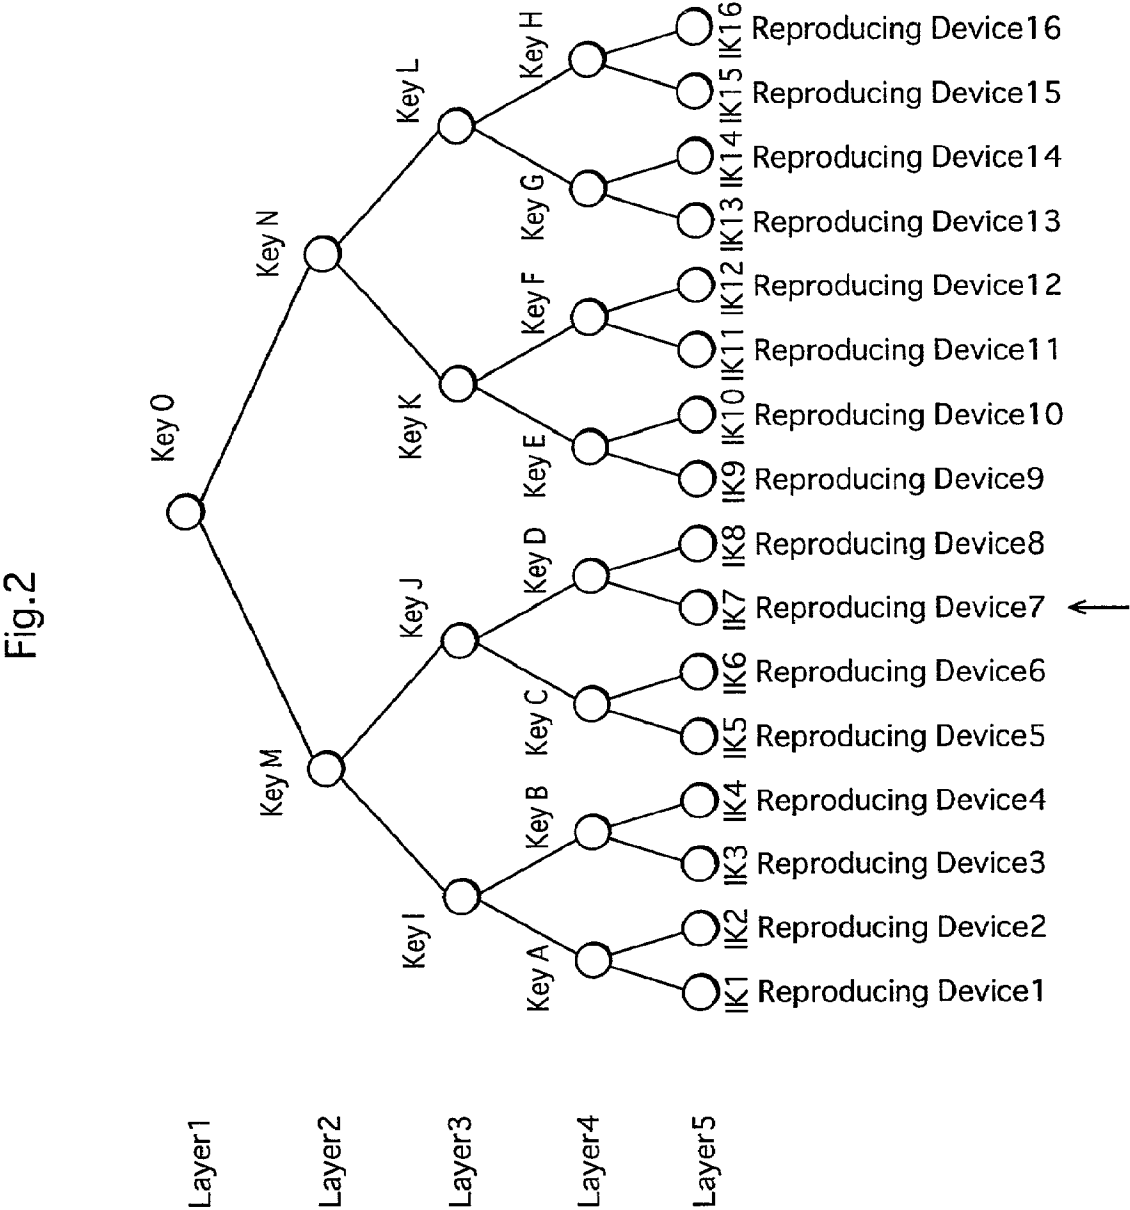 Fig.2
Layer1
Key O
Layer2
Key M
Key N
Layer3
Key I
Key J
Key K
Key L
Layer4
Key A
Key B
Key C
Key D
Key E
Key F
Key G
Key H
Layer5
IK1
IK2
IK3
IK4
IK5
IK6
IK7
IK8
IK9
IK10
IK11
IK12
IK13
IK14
IK15
IK16
Reproducing Device1
Reproducing Device2
Reproducing Device3
Reproducing Device4
Reproducing Device5
Reproducing Device6
Reproducing Device7
Reproducing Device8
Reproducing Device9
Reproducing Device10
Reproducing Device11
Reproducing Device12
Reproducing Device13
Reproducing Device14
Reproducing Device15
Reproducing Device16